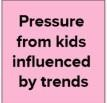 Pressure
from kids
influenced
by trends